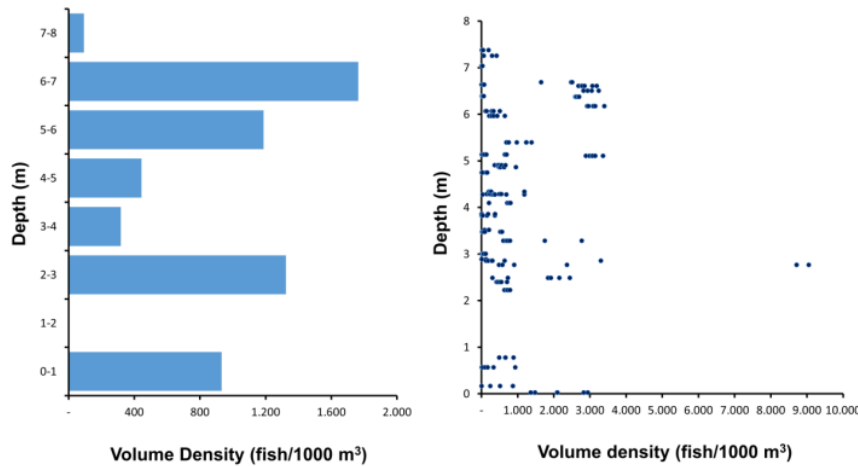 7-8
6-7
5-6
4-5
3-4
2-3
1-2
0-1
Depth (m)
- 400 800 1.200 1.600 2.000
Volume Density (fish/1000 m³)
8
7
6
5
4
3
2
1
0
Depth (m)
- 1.000 2.000 3.000 4.000 5.000 6.000 7.000 8.000 9.000 10.000
Volume density (fish/1000 m³)